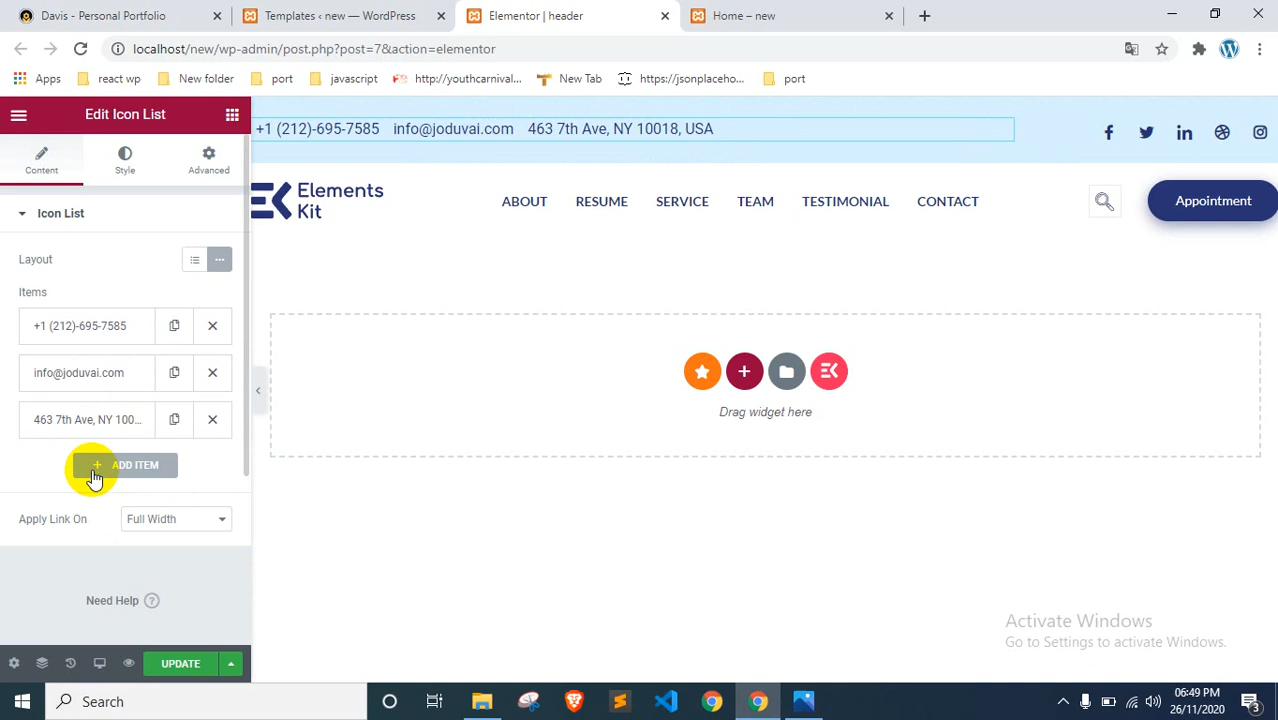 Davis - Personal Portfolio
Templates ‹ new — WordPress
Elementor | header
Home – new
localhost/new/wp-admin/post.php?post=7&action=elementor
Apps
react wp
New folder
port
javascript
http://youthcarnival...
New Tab
https://jsonplaceho...
port
Edit Icon List
Content
Style
Advanced
Icon List
Layout
Items
+1 (212)-695-7585
info@joduvai.com
463 7th Ave, NY 100...
+ ADD ITEM
Apply Link On
Full Width
Need Help
UPDATE
+1 (212)-695-7585 info@joduvai.com 463 7th Ave, NY 10018, USA
Elements
Kit
ABOUT RESUME SERVICE TEAM TESTIMONIAL CONTACT
Appointment
Drag widget here
Activate Windows
Go to Settings to activate Windows.
Search
06:49 PM
26/11/2020
3